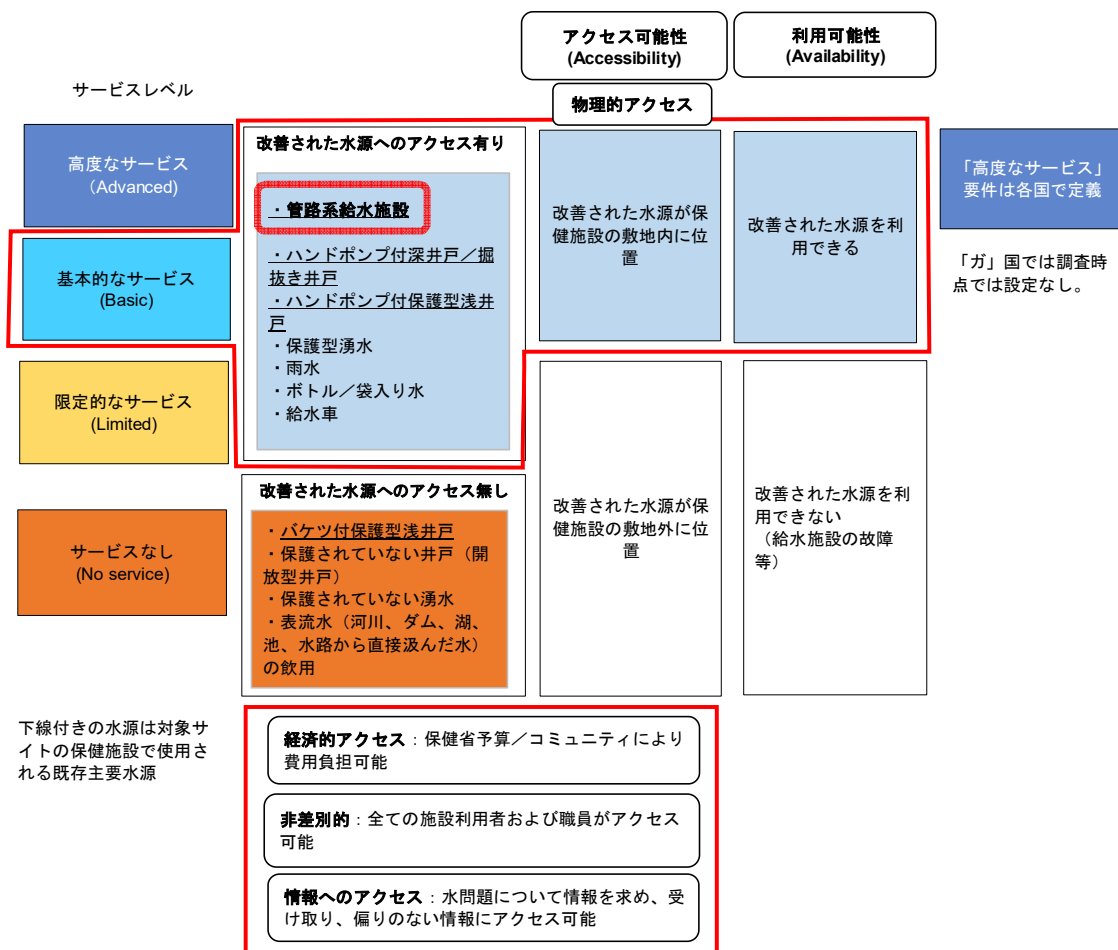 アクセス可能性
(Accessibility)
利用可能性
(Availability)
サービスレベル
物理的アクセス
高度なサービス
（Advanced)
改善された水源へのアクセス有り
・管路系給水施設
・ハンドポンプ付深井戸／掘
抜き井戸
・ハンドポンプ付保護型浅井
戸
・保護型湧水
・雨水
・ボトル／袋入り水
・給水車
改善された水源が保
健施設の敷地内に位
置
改善された水源を利
用できる
「高度なサービス」
要件は各国で定義
「ガ」国では調査時
点では設定なし。
基本的なサービス
(Basic)
限定的なサービス
(Limited)
サービスなし
(No service)
改善された水源へのアクセス無し
・バケツ付保護型浅井戸
・保護されていない井戸（開
放型井戸）
・保護されていない湧水
・表流水（河川、ダム、湖、
池、水路から直接汲んだ水）
の飲用
改善された水源が保
健施設の敷地外に位
置
改善された水源を利
用できない
（給水施設の故障
等）
下線付きの水源は対象サ
イトの保健施設で使用さ
れる既存主要水源
経済的アクセス：保健省予算／コミュニティにより
費用負担可能
非差別的：全ての施設利用者および職員がアクセス
可能
情報へのアクセス：水問題について情報を求め、受
け取り、偏りのない情報にアクセス可能